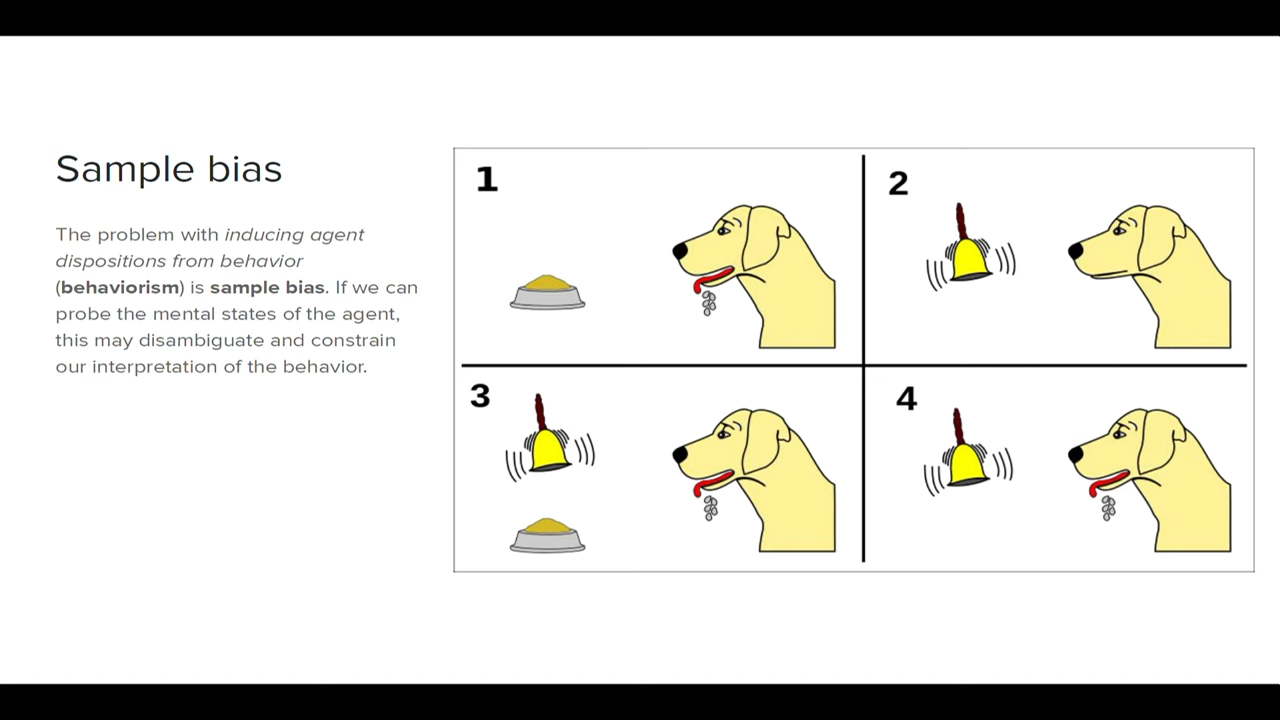 Sample bias
The problem with inducing agent
dispositions from behavior
(behaviorism) is sample bias. If we can
probe the mental states of the agent,
this may disambiguate and constrain
our interpretation of the behavior.
1
2
3
4